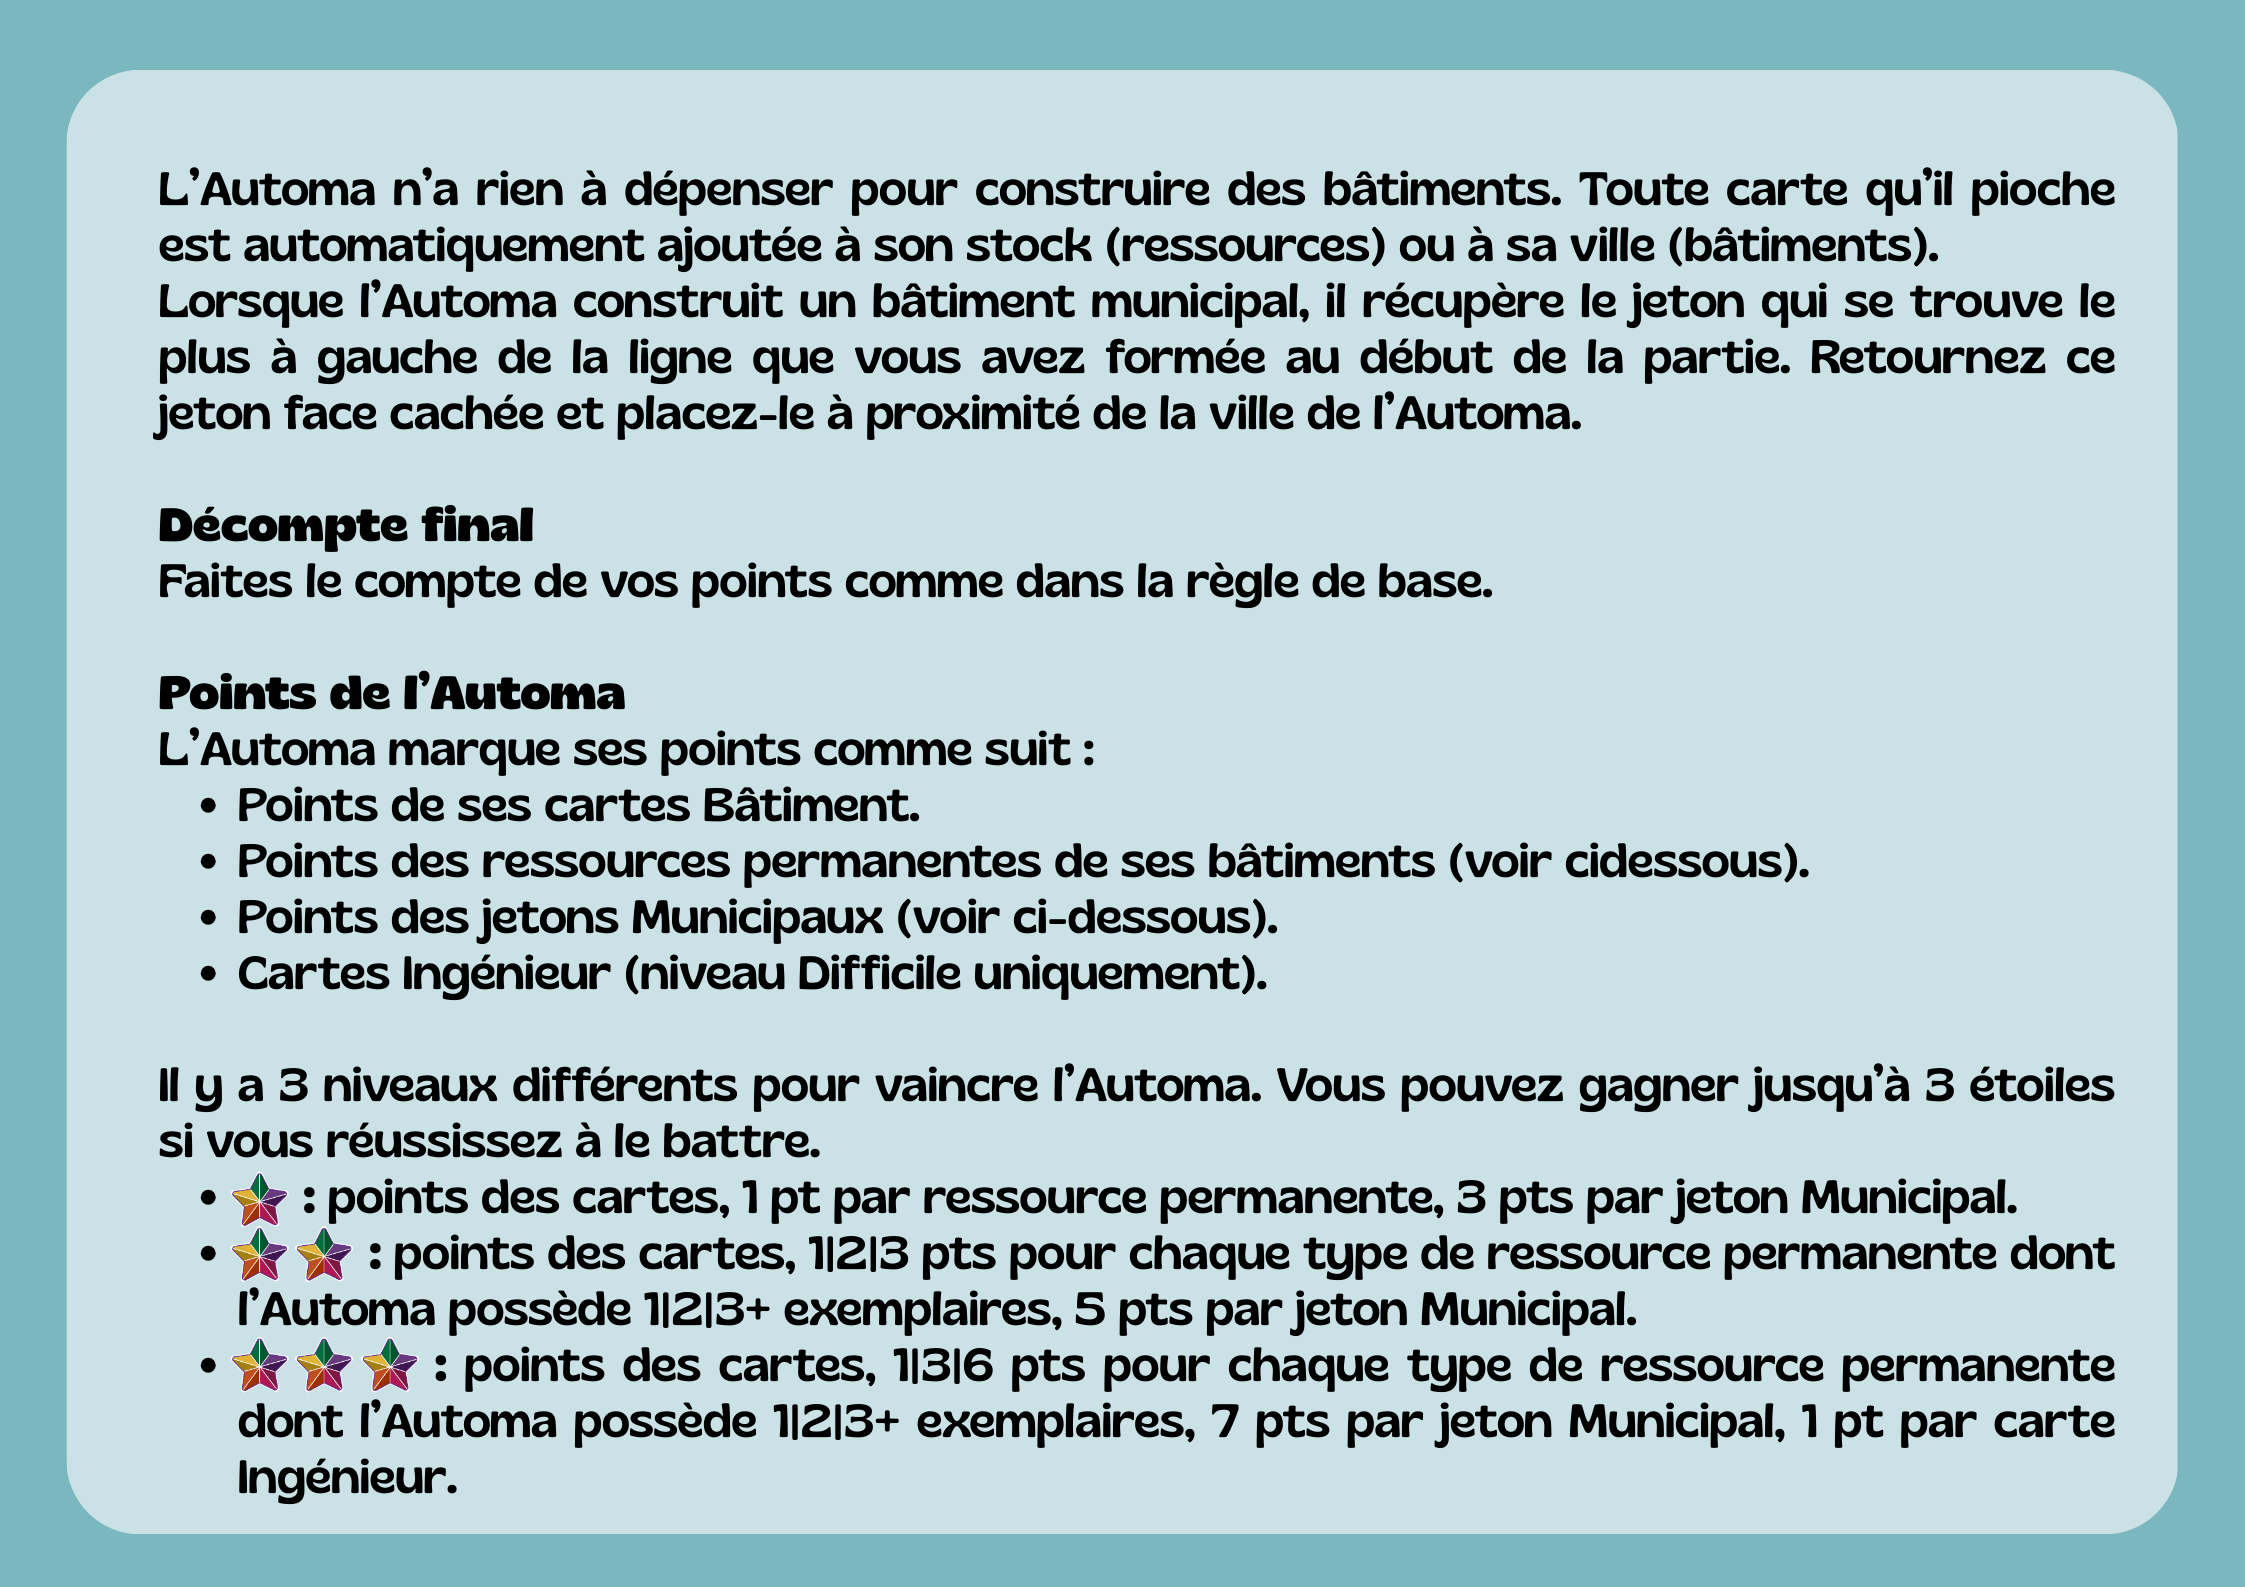 L'Automa n'a rien à dépenser pour construire des bâtiments. Toute carte qu'il pioche
est automatiquement ajoutée à son stock (ressources) ou à sa ville (bâtiments).
Lorsque l'Automa construit un bâtiment municipal, il récupère le jeton qui se trouve le
plus à gauche de la ligne que vous avez formée au début de la partie. Retournez ce
jeton face cachée et placez-le à proximité de la ville de l'Automa.
Décompte final
Faites le compte de vos points comme dans la règle de base.
Points de l'Automa
L'Automa marque ses points comme suit :
• Points de ses cartes Bâtiment.
• Points des ressources permanentes de ses bâtiments (voir cidessous).
• Points des jetons Municipaux (voir ci-dessous).
• Cartes Ingénieur (niveau Difficile uniquement).
Il y a 3 niveaux différents pour vaincre l'Automa. Vous pouvez gagner jusqu'à 3 étoiles
si vous réussissez à le battre.
• : points des cartes, 1 pt par ressource permanente, 3 pts par jeton Municipal.
• : points des cartes, 1|2|3 pts pour chaque type de ressource permanente dont
l'Automa possède 1|2|3+ exemplaires, 5 pts par jeton Municipal.
• : points des cartes, 1|3|6 pts pour chaque type de ressource permanente
dont l'Automa possède 1|2|3+ exemplaires, 7 pts par jeton Municipal, 1 pt par carte
Ingénieur.